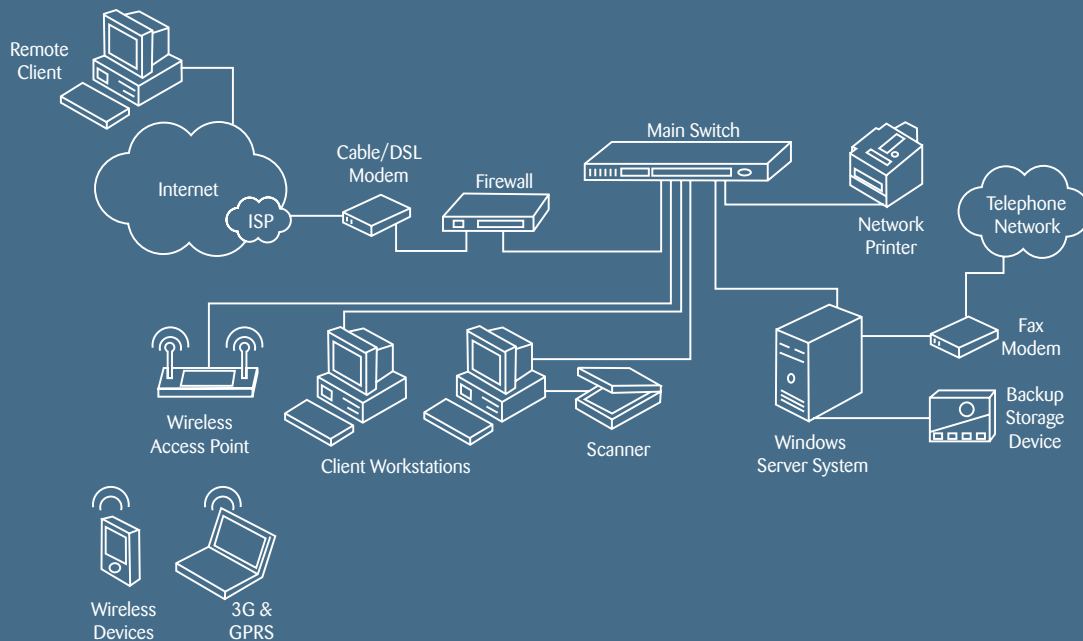 Remote
Client
Internet
ISP
Cable/DSL
Modem
Firewall
Main Switch
Network
Printer
Telephone
Network
Wireless
Access Point
Client Workstations
Scanner
Windows
Server System
Fax
Modem
Backup
Storage
Device
Wireless
Devices
3G &
GPRS